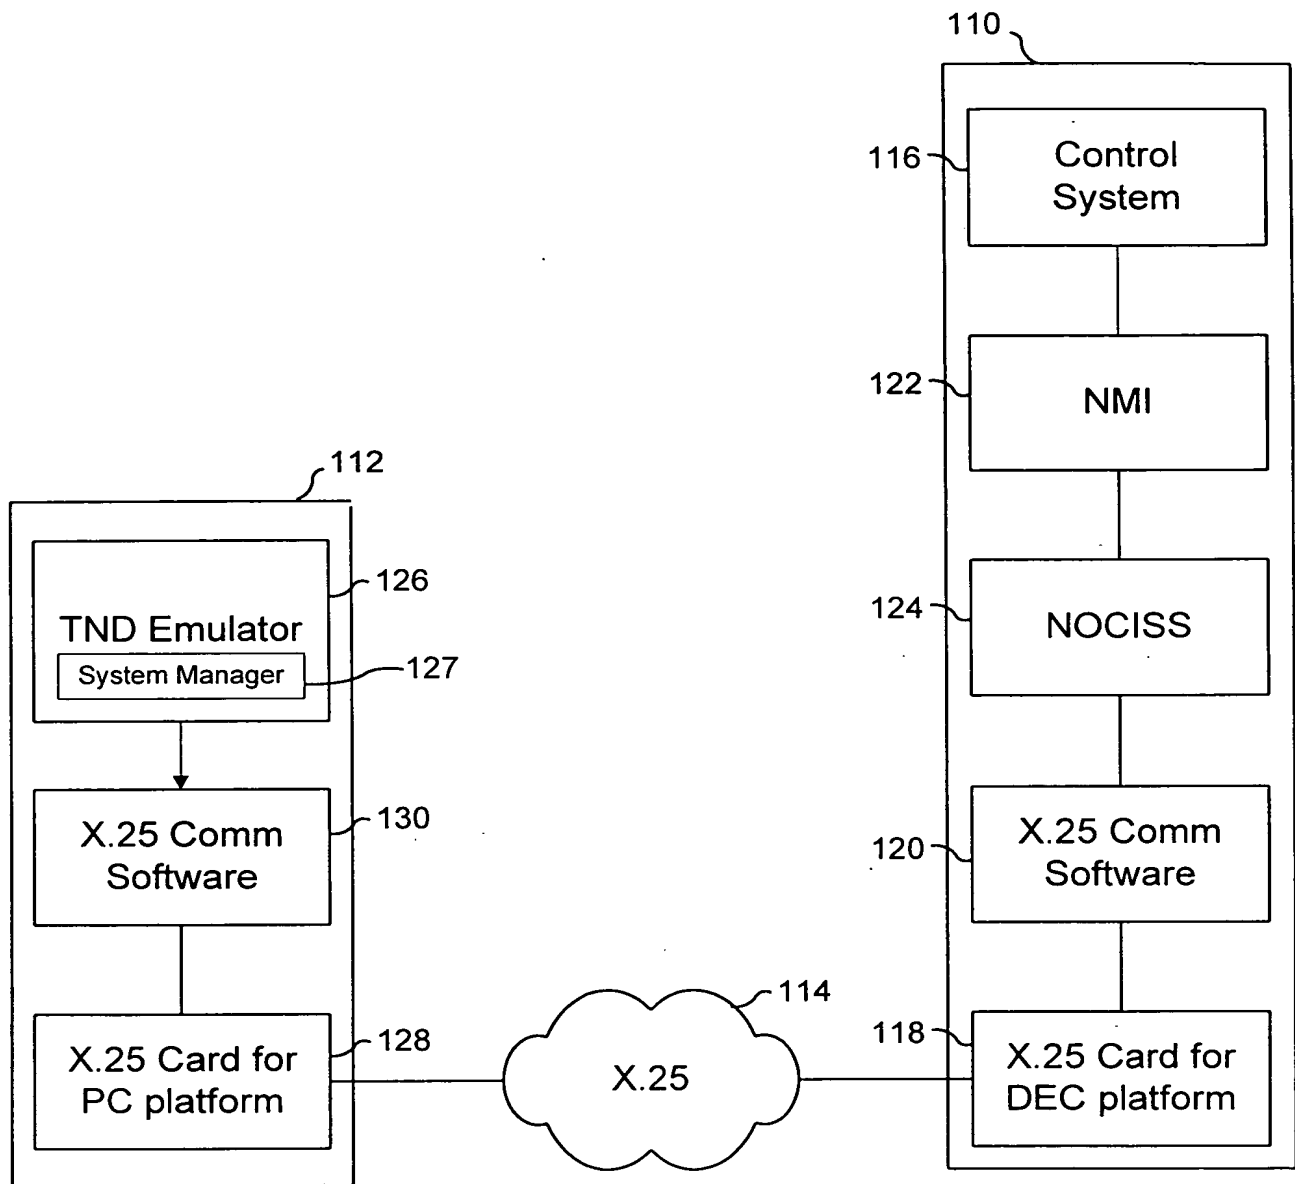 110
116
Control
System
122
NMI
112
126
TND Emulator
System Manager
127
124
NOCISS
X.25 Comm
Software
130
120
X.25 Comm
Software
114
X.25 Card for
PC platform
128
X.25
118
X.25 Card for
DEC platform